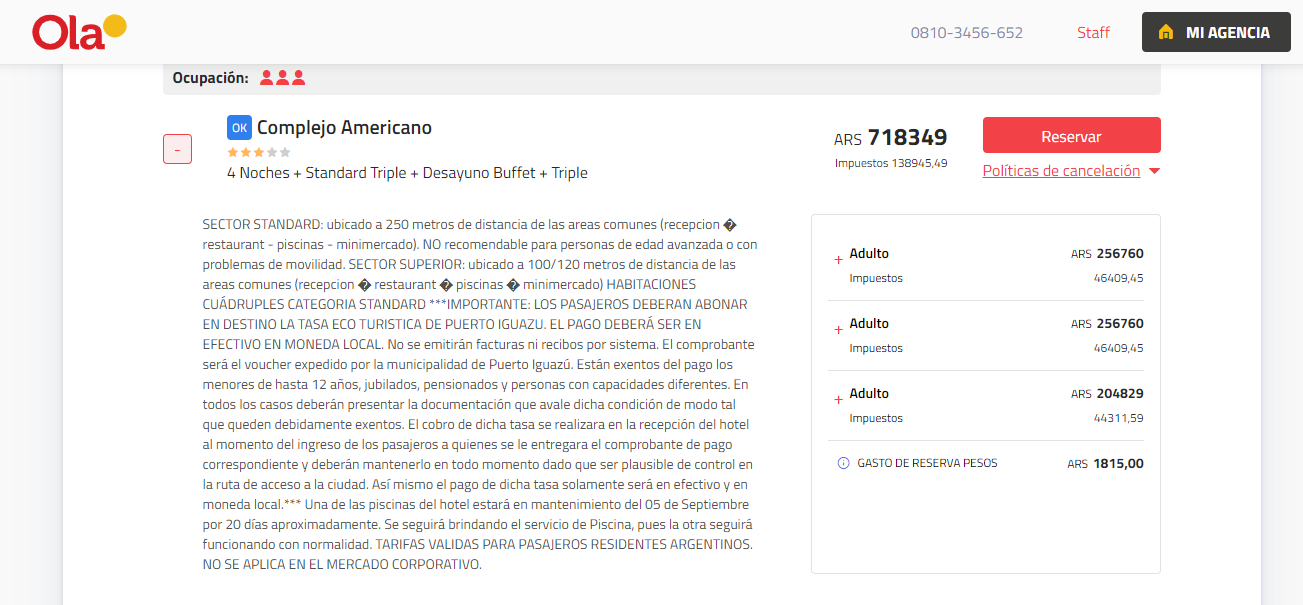 Ola
0810-3456-652
Staff
MI AGENCIA
Ocupación:
-
OK Complejo Americano
4 Noches + Standard Triple + Desayuno Buffet + Triple
ARS 718349
Impuestos 138945,49
Reservar
Políticas de cancelación
SECTOR STANDARD: ubicado a 250 metros de distancia de las areas comunes (recepcion �
restaurant - piscinas - minimercado). NO recomendable para personas de edad avanzada o con
problemas de movilidad. SECTOR SUPERIOR: ubicado a 100/120 metros de distancia de las
areas comunes (recepcion � restaurant � piscinas � minimercado) HABITACIONES
CUÁDRUPLES CATEGORIA STANDARD ***IMPORTANTE: LOS PASAJEROS DEBERAN ABONAR
EN DESTINO LA TASA ECO TURISTICA DE PUERTO IGUAZU. EL PAGO DEBERÁ SER EN
EFECTIVO EN MONEDA LOCAL. No se emitirán facturas ni recibos por sistema. El comprobante
será el voucher expedido por la municipalidad de Puerto Iguazú. Están exentos del pago los
menores de hasta 12 años, jubilados, pensionados y personas con capacidades diferentes. En
todos los casos deberán presentar la documentación que avale dicha condición de modo tal
que queden debidamente exentos. El cobro de dicha tasa se realizara en la recepción del hotel
al momento del ingreso de los pasajeros a quienes se le entregara el comprobante de pago
correspondiente y deberán mantenerlo en todo momento dado que ser plausible de control en
la ruta de acceso a la ciudad. Así mismo el pago de dicha tasa solamente será en efectivo y en
moneda local.*** Una de las piscinas del hotel estará en mantenimiento del 05 de Septiembre
por 20 días aproximadamente. Se seguirá brindando el servicio de Piscina, pues la otra seguirá
funcionando con normalidad. TARIFAS VALIDAS PARA PASAJEROS RESIDENTES ARGENTINOS.
NO SE APLICA EN EL MERCADO CORPORATIVO.
+ Adulto ARS 256760
Impuestos 46409,45
+ Adulto ARS 256760
Impuestos 46409,45
+ Adulto ARS 204829
Impuestos 44311,59
GASTO DE RESERVA PESOS ARS 1815,00